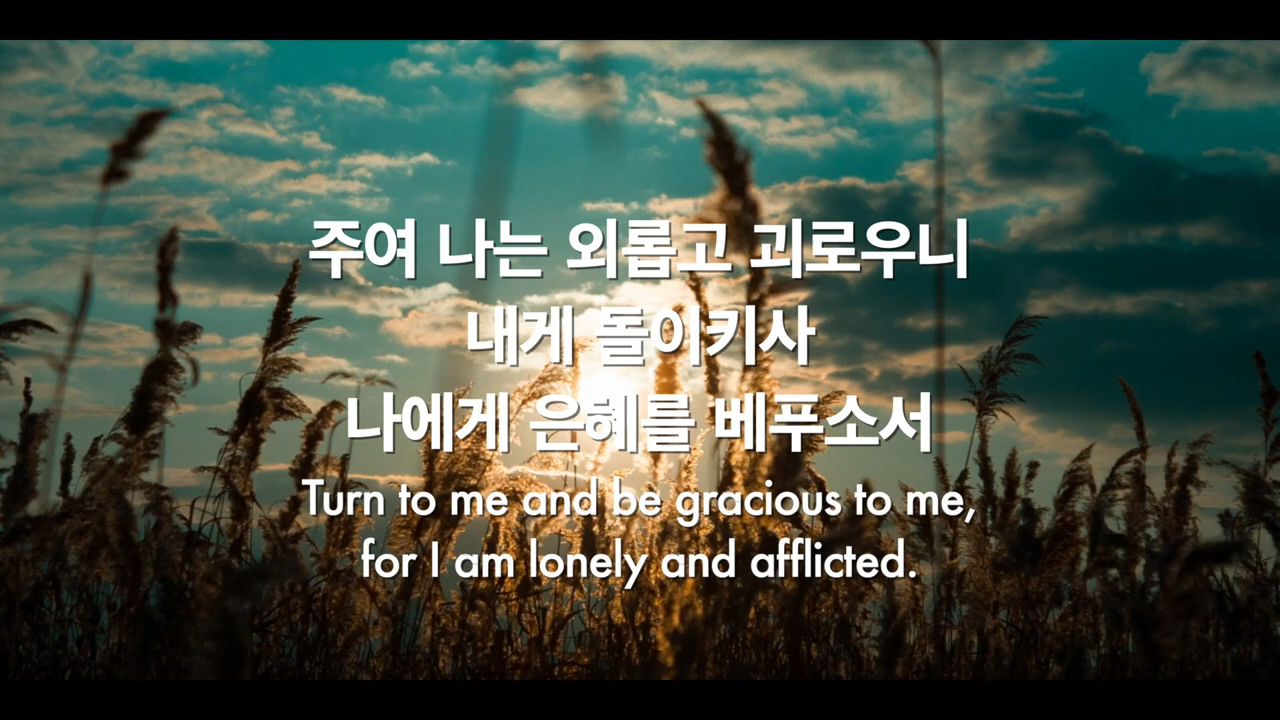 주여 나는 외롭고 괴로우니
내게 돌이키사
나에게 은혜를 베푸소서
Turn to me and be gracious to me,
for I am lonely and afflicted.